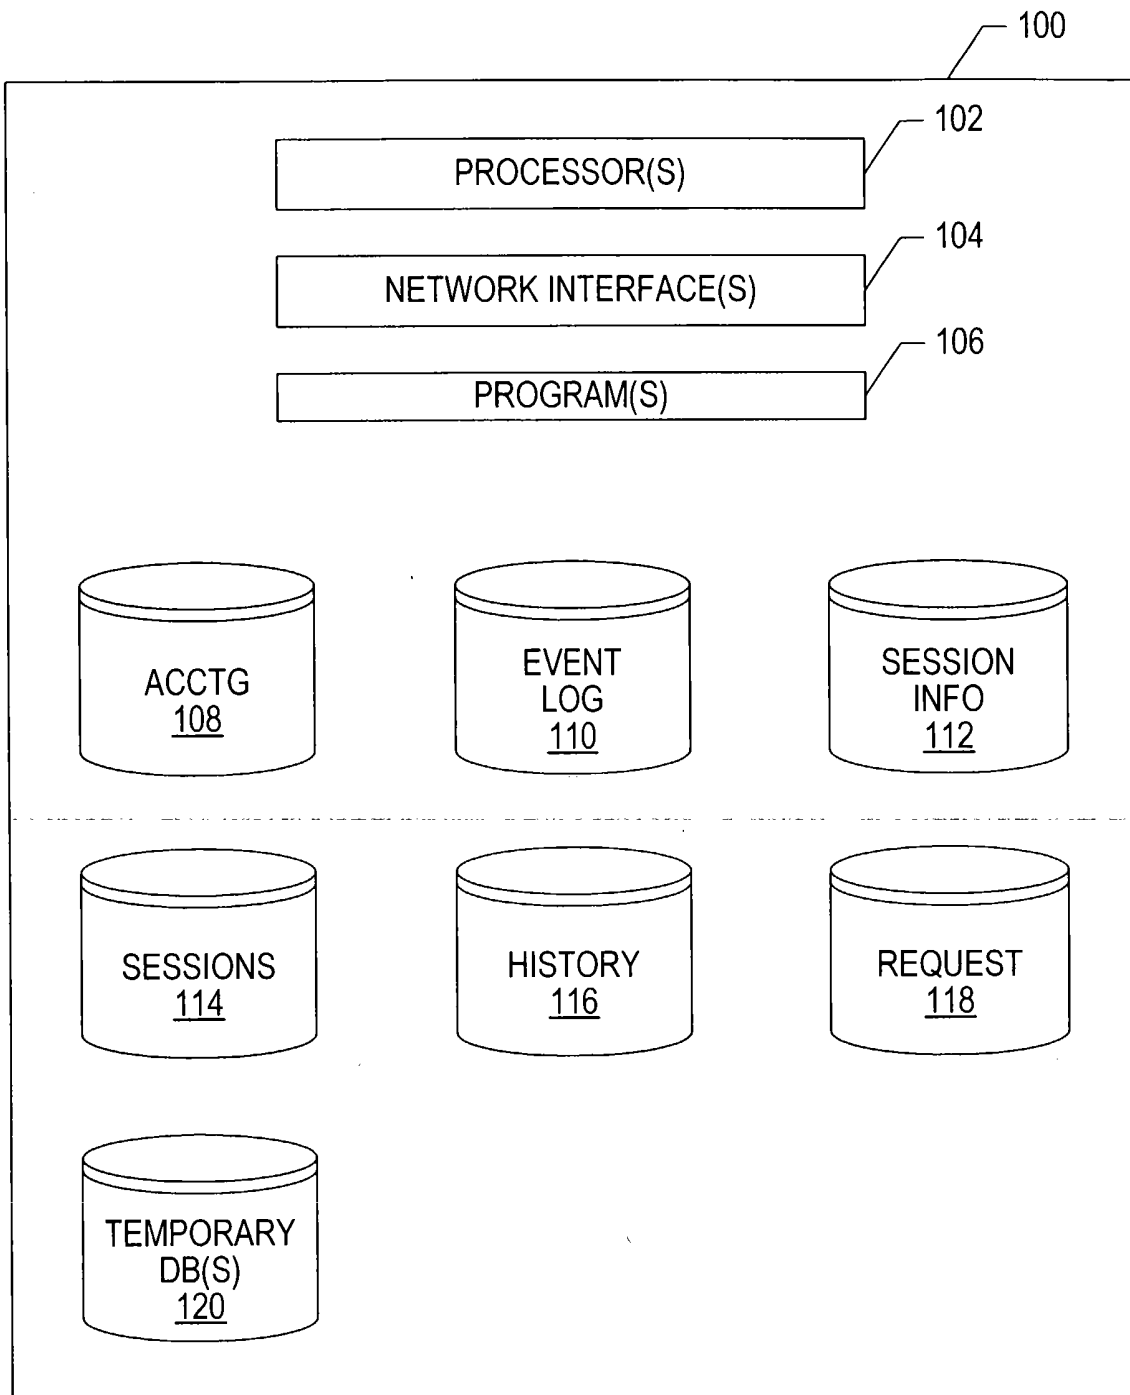 100
102
PROCESSOR(S)
104
NETWORK INTERFACE(S)
106
PROGRAM(S)
ACCTG
108
EVENT
LOG
110
SESSION
INFO
112
SESSIONS
114
HISTORY
116
REQUEST
118
TEMPORARY
DB(S)
120